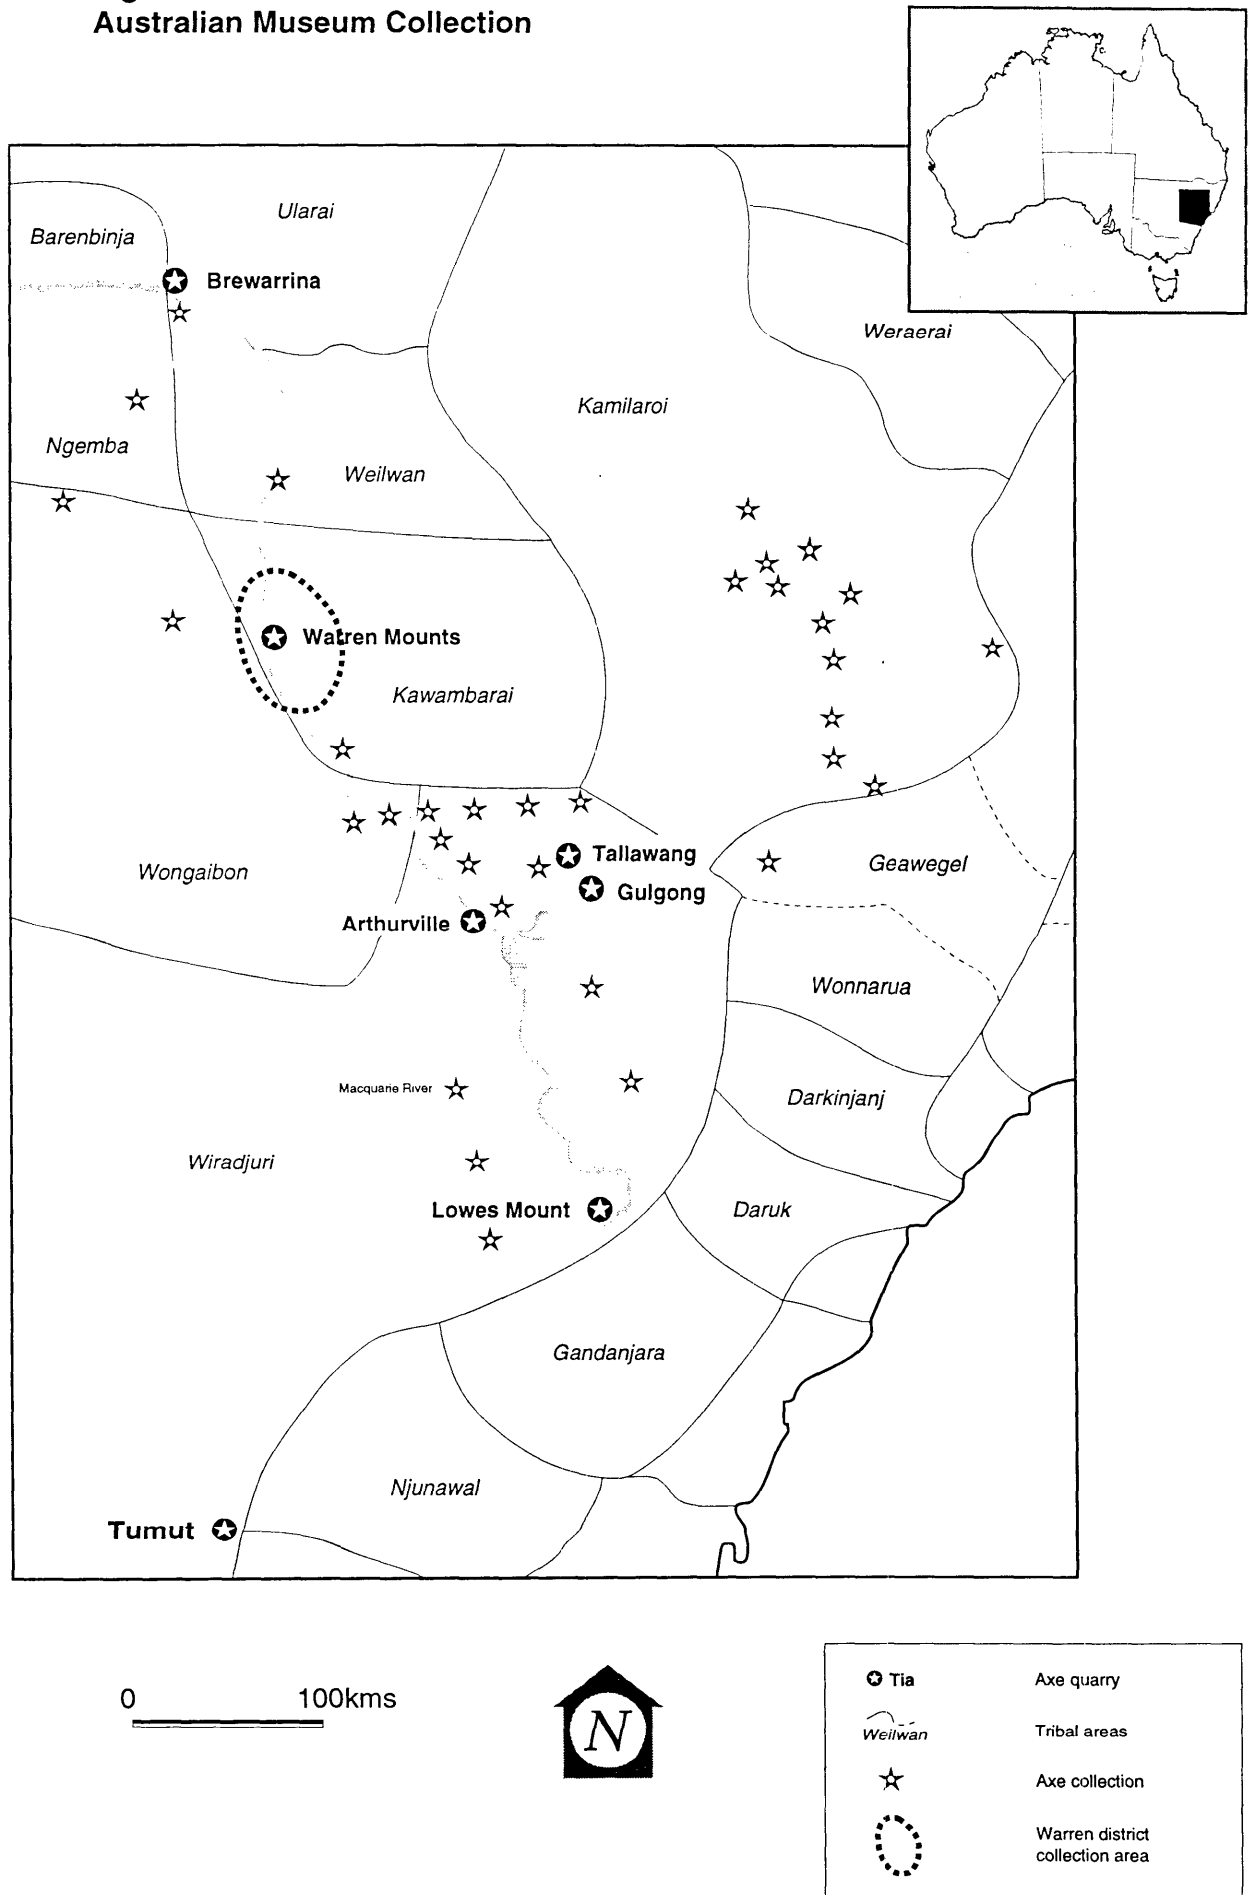 Australian Museum Collection
Ularai
Barenbinja
Brewarrina
Weraerai
Kamilaroi
Ngemba
Weilwan
Warren Mounts
Kawambarai
Tallawang
Wongaibon
Geawegel
Gulgong
Arthurville
Wonnarua
Macquarie River
Darkinjanj
Wiradjuri
Lowes Mount
Daruk
Gandanjara
Njunawal
Tumut
0 100kms
N
Tia Axe quarry
Weilwan Tribal areas
Axe collection
Warren district
collection area